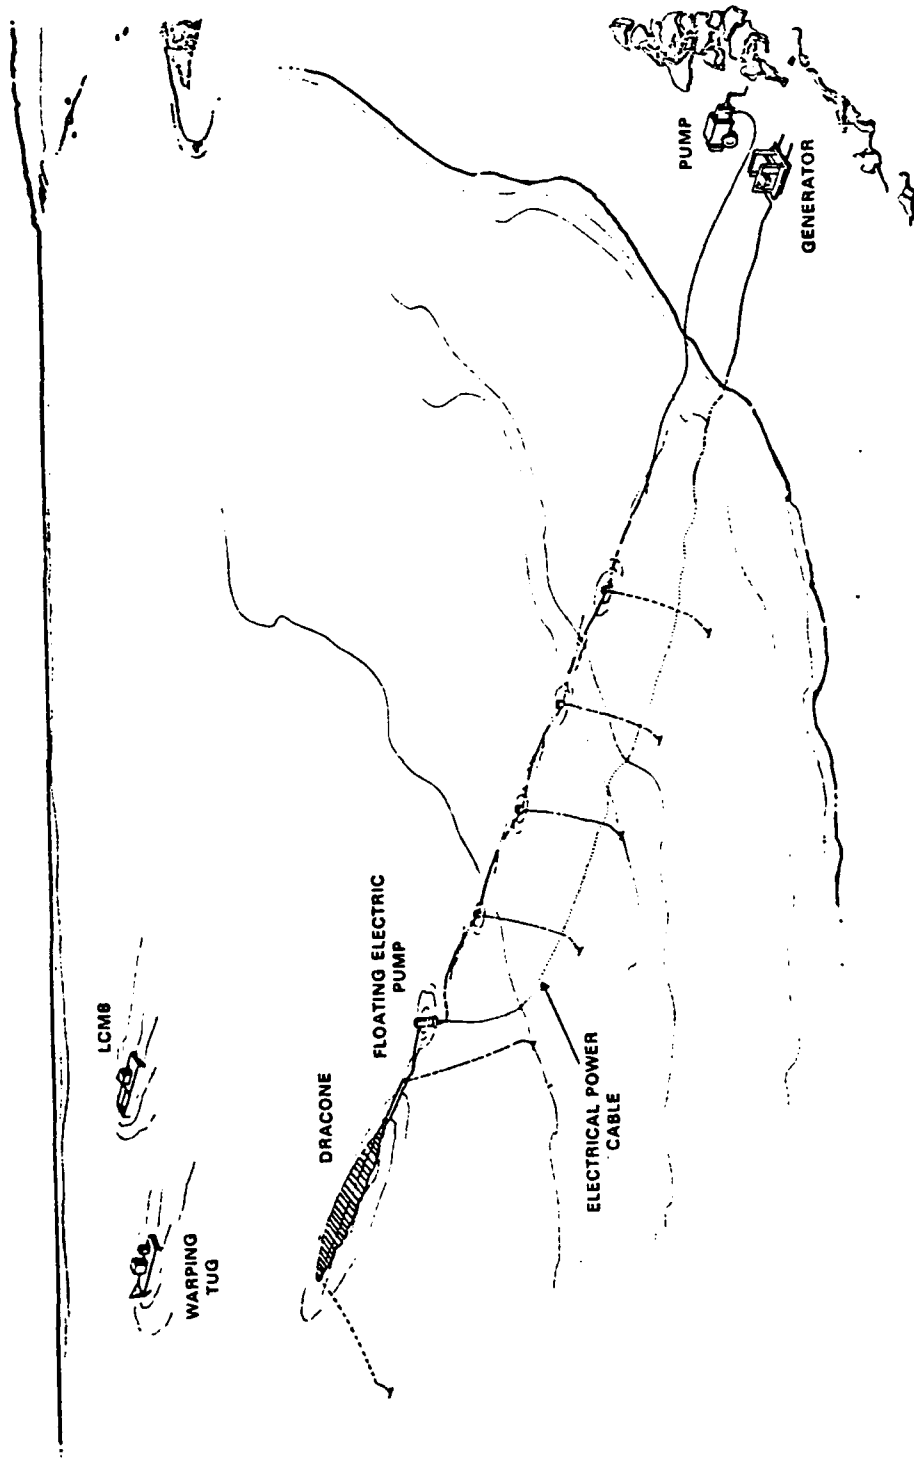 LCM8
WARPING
TUG
DRACONE
FLOATING ELECTRIC
PUMP
ELECTRICAL POWER
CABLE
PUMP
GENERATOR